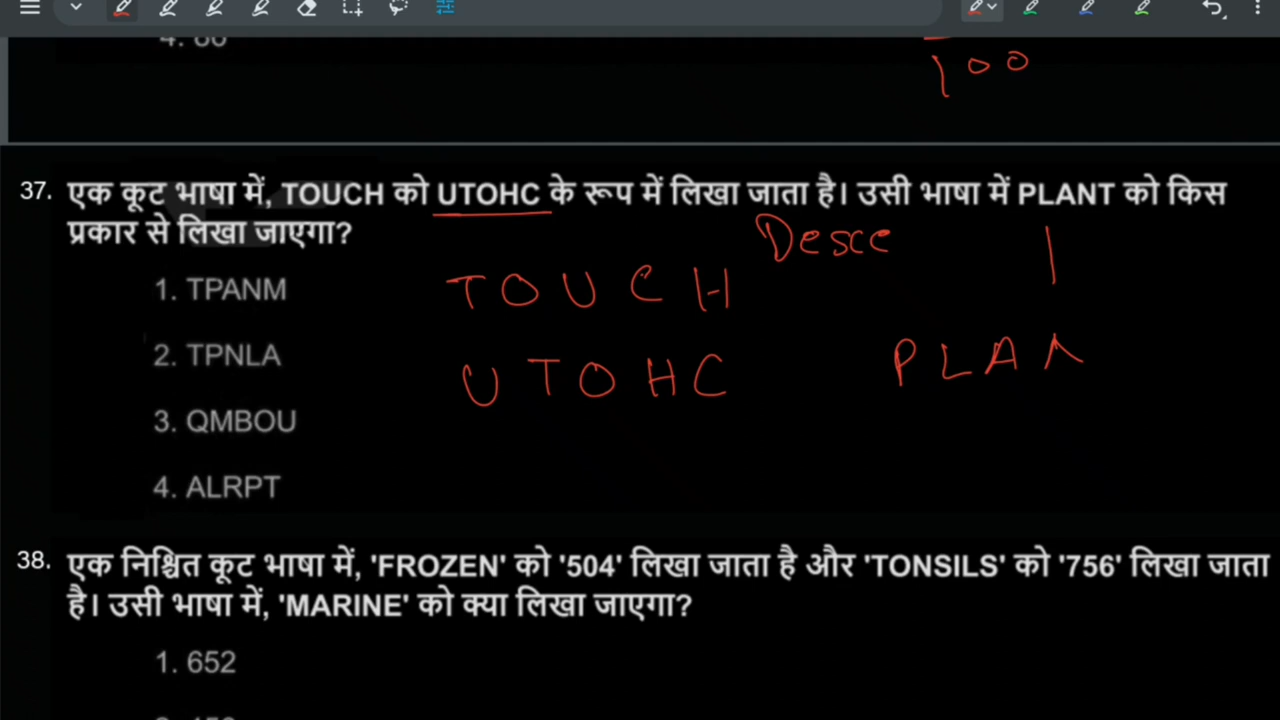 100
37. एक कूट भाषा में, TOUCH को UTOHC के रूप में लिखा जाता है। उसी भाषा में PLANT को किस
प्रकार से लिखा जाएगा?
Desce
1. TPANM
TOUCH
2. TPNLA
UTOHC
PLA
3. QMBOU
4. ALRPT
38. एक निश्चित कूट भाषा में, 'FROZEN' को '504' लिखा जाता है और 'TONSILS' को '756' लिखा जाता
है। उसी भाषा में, 'MARINE' को क्या लिखा जाएगा?
1. 652